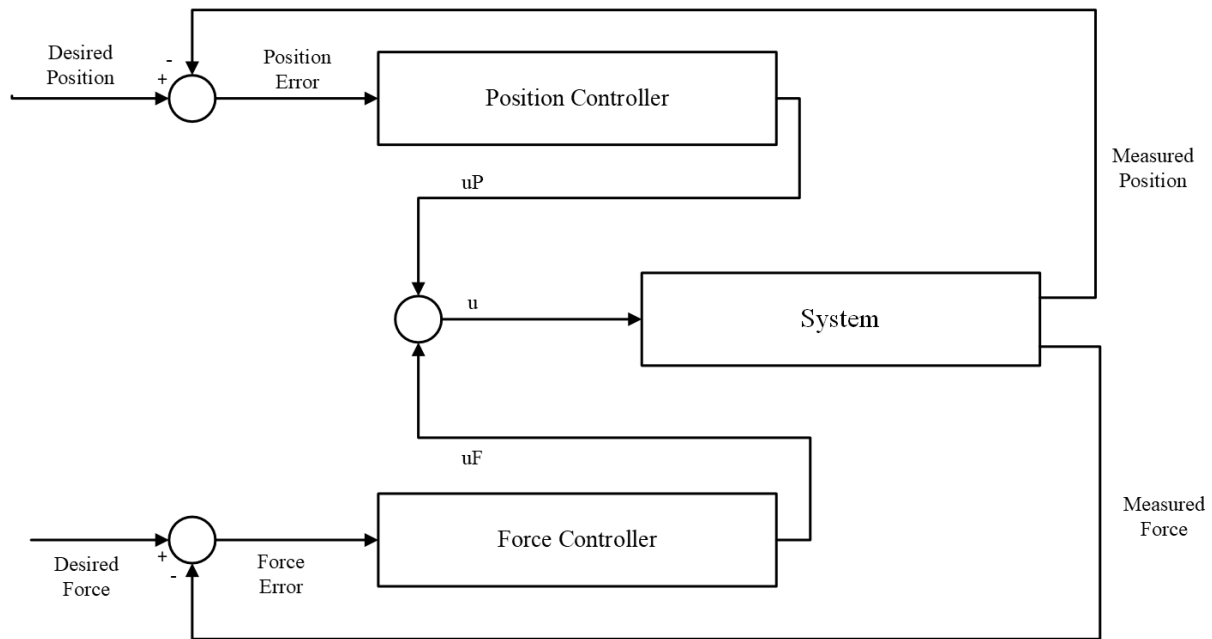 Desired
Position
-
+
Position
Error
Position Controller
Measured
Position
uP
u
System
uF
Measured
Force
Desired
Force
+
-
Force
Error
Force Controller